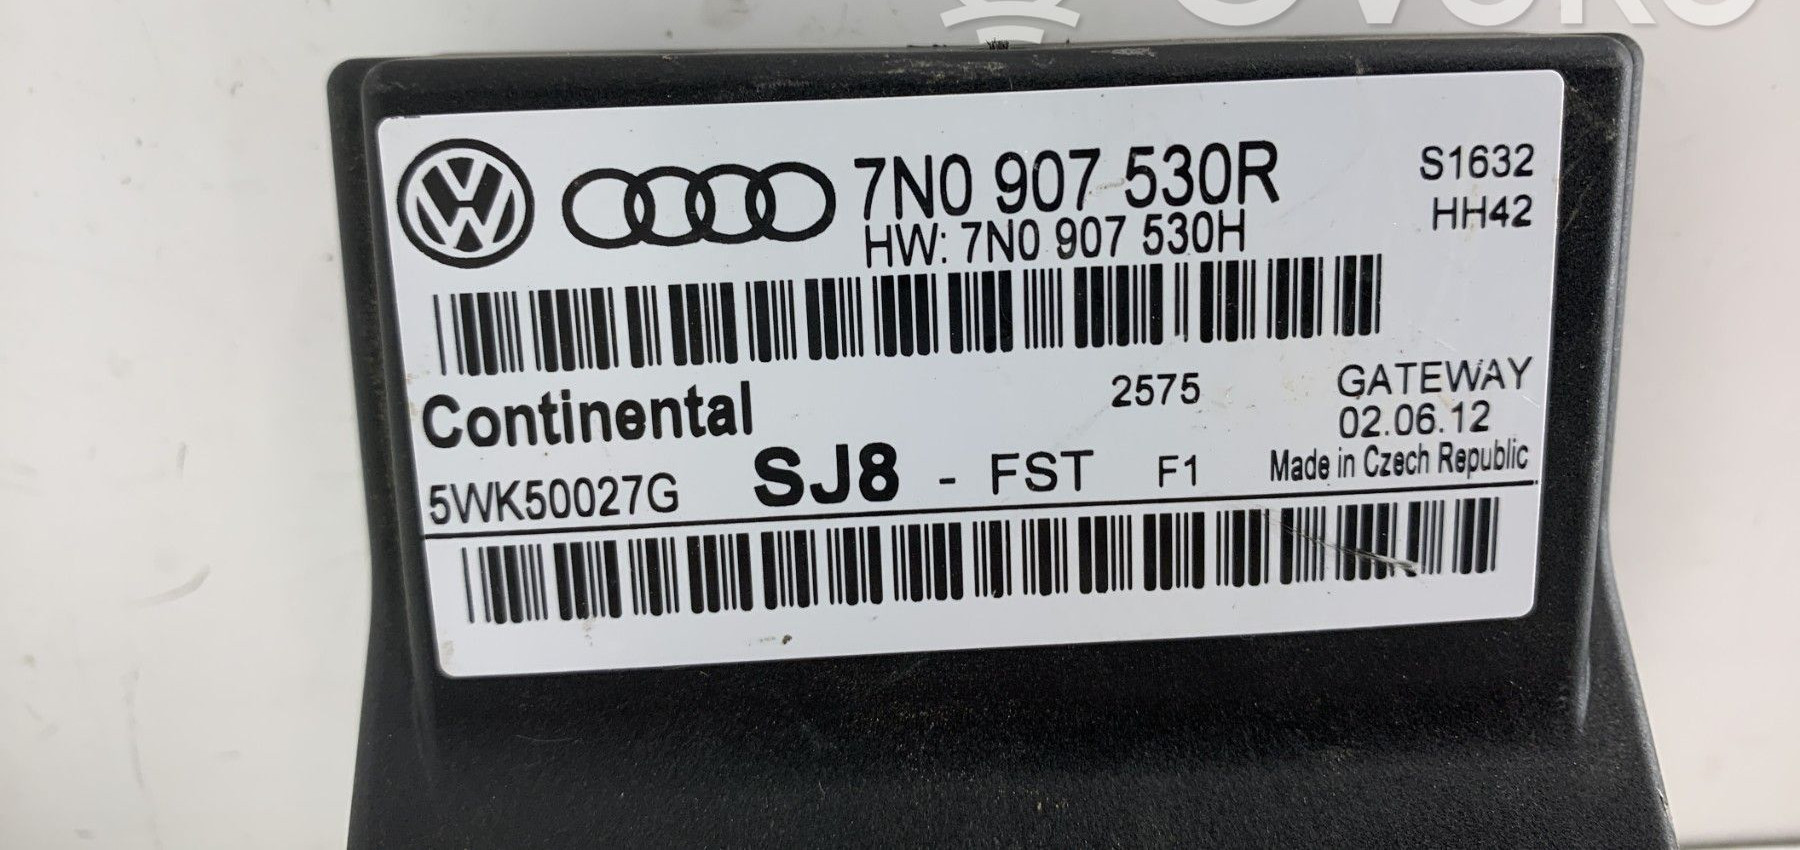 7N0 907 530R
HW: 7N0 907 530H
S1632
HH42
Continental
2575
GATEWAY
02.06.12
Made in Czech Republic
5WK50027G
SJ8 - FST F1